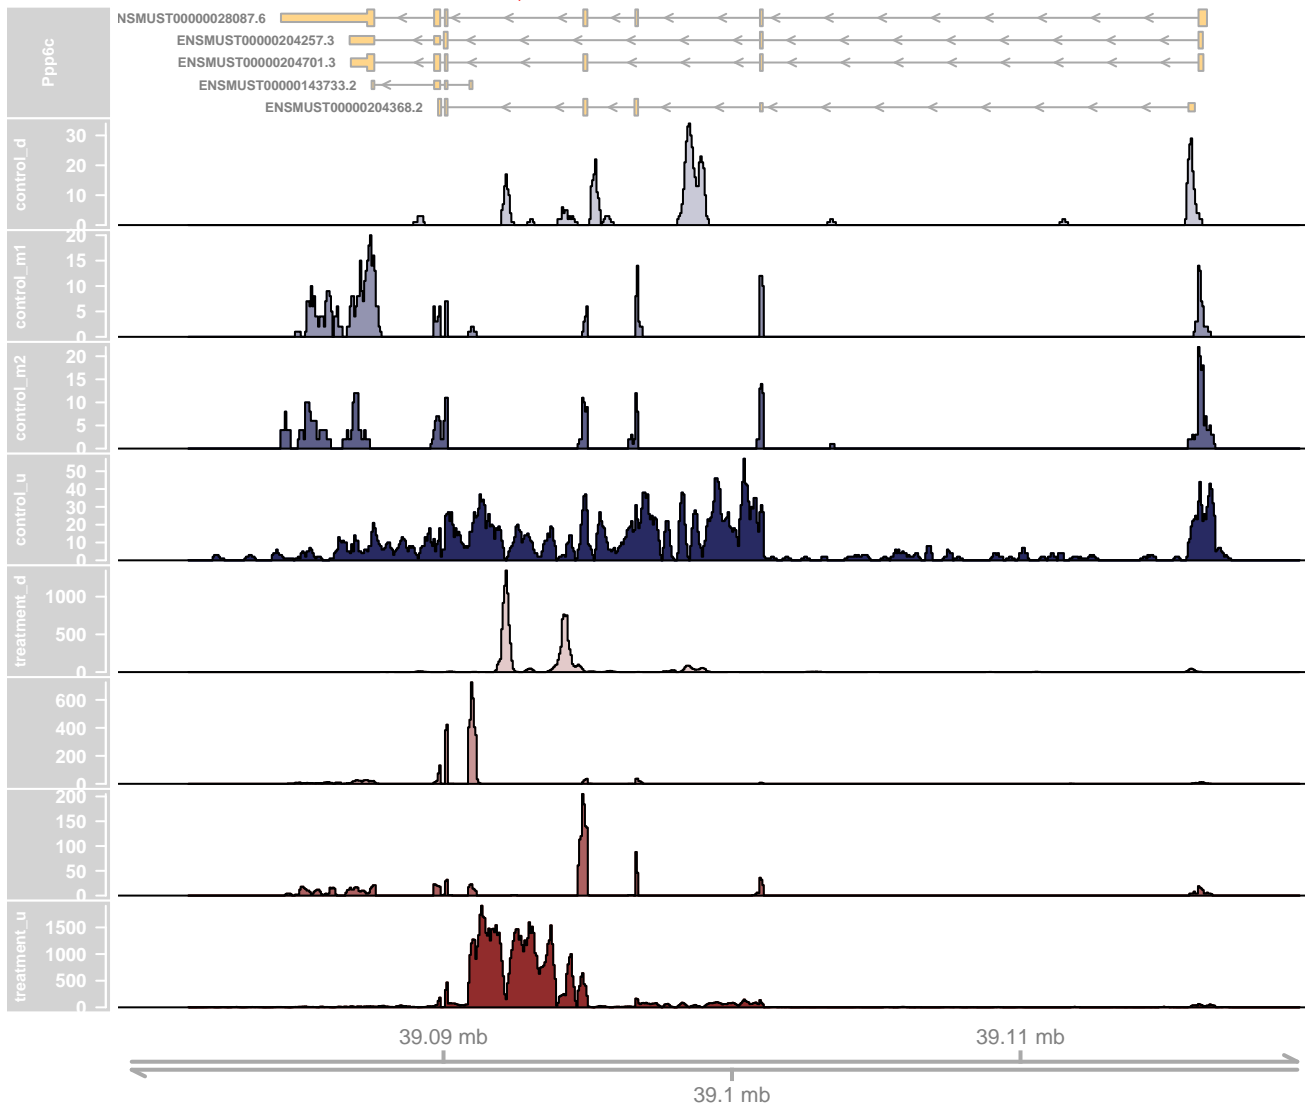 Ppp6c
NSMUST00000028087.6
ENSMUST00000204257.3
ENSMUST00000204701.3
ENSMUST00000143733.2
ENSMUST00000204368.2
control_d
30
20
10
0
control_m1
20
15
10
5
0
control_m2
20
15
10
5
0
control_u
50
40
30
20
10
0
treatment_d
1000
500
0
600
400
200
0
200
150
100
50
0
treatment_u
1500
1000
500
0
39.09 mb
39.11 mb
39.1 mb